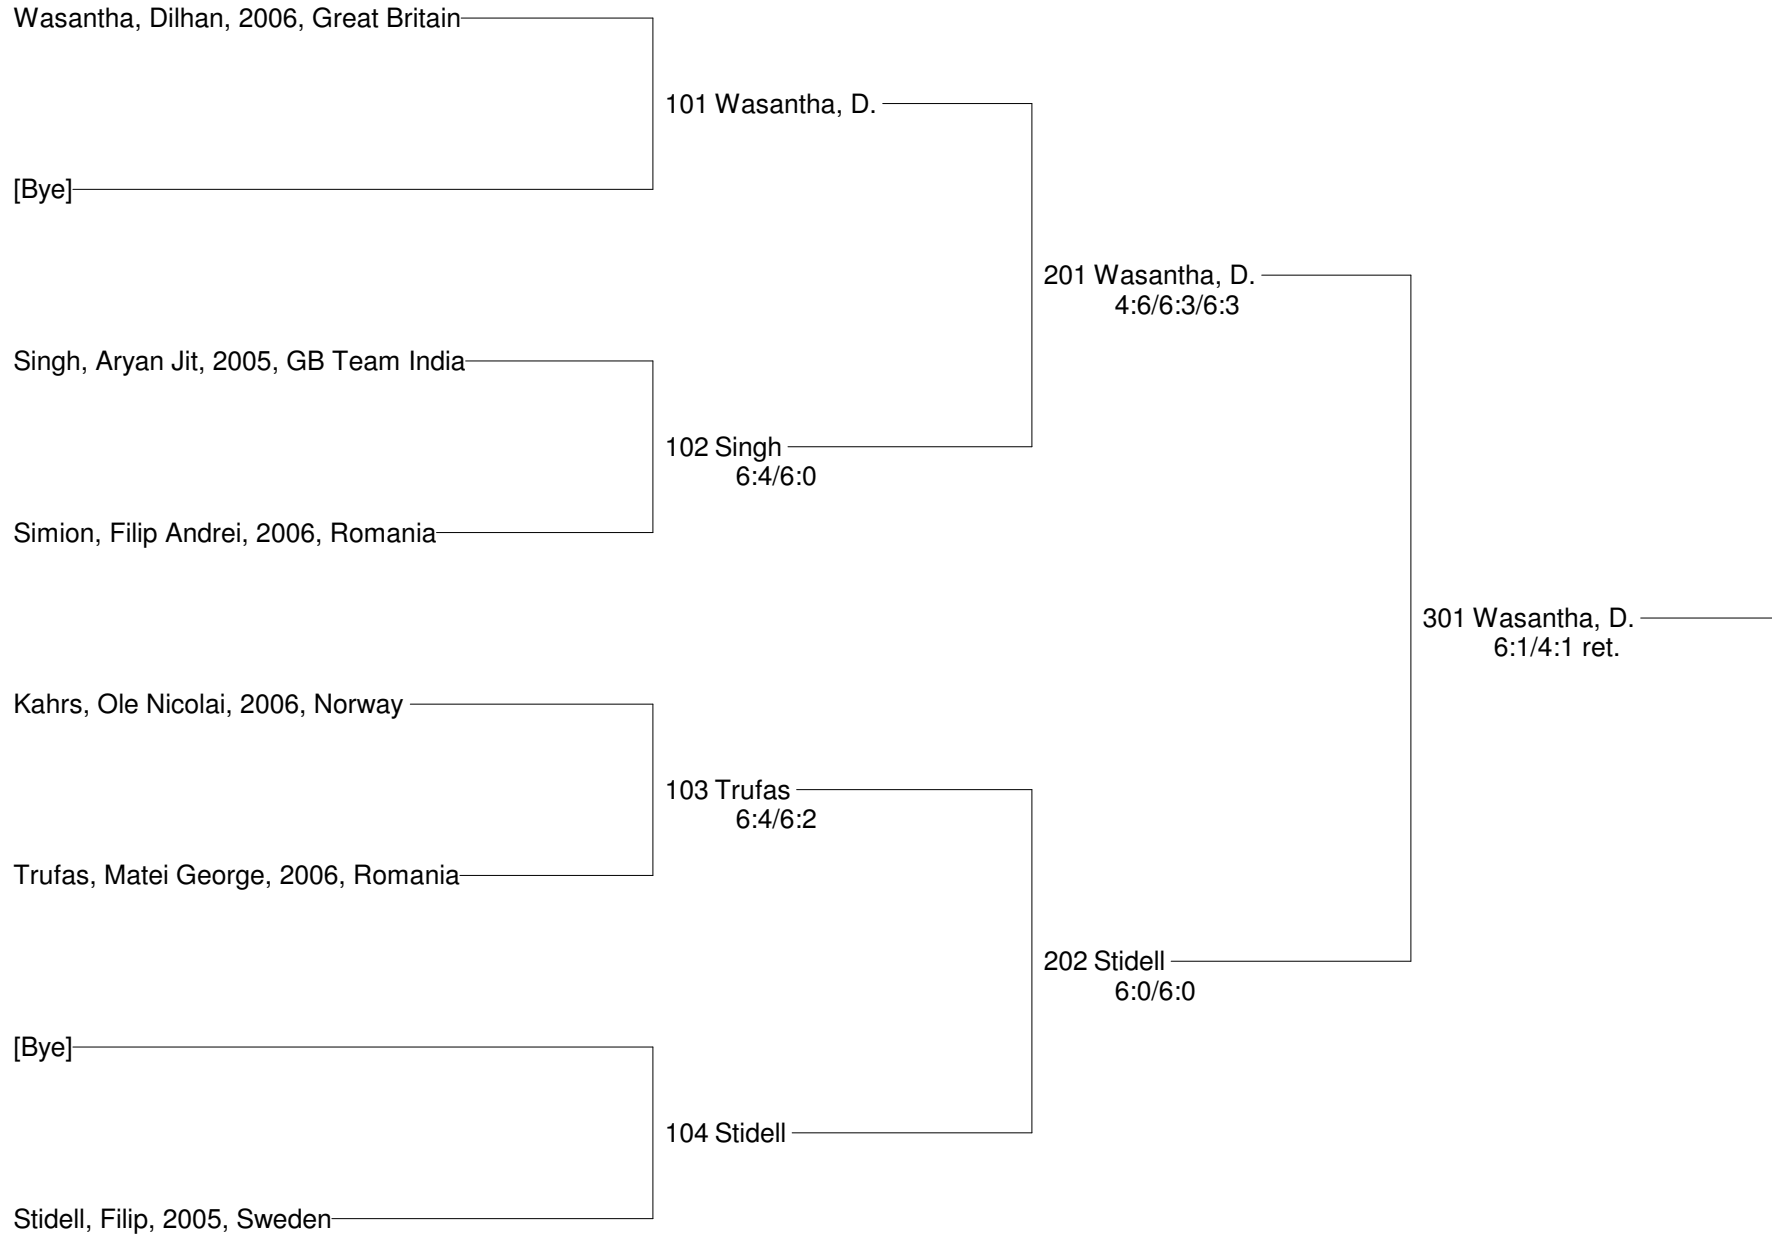 Wasantha, Dilhan, 2006, Great Britain
101 Wasantha, D.
[Bye]
201 Wasantha, D.
4:6/6:3/6:3
Singh, Aryan Jit, 2005, GB Team India
102 Singh
6:4/6:0
Simion, Filip Andrei, 2006, Romania
301 Wasantha, D.
6:1/4:1 ret.
Kahrs, Ole Nicolai, 2006, Norway
103 Trufas
6:4/6:2
Trufas, Matei George, 2006, Romania
202 Stidell
6:0/6:0
[Bye]
104 Stidell
Stidell, Filip, 2005, Sweden